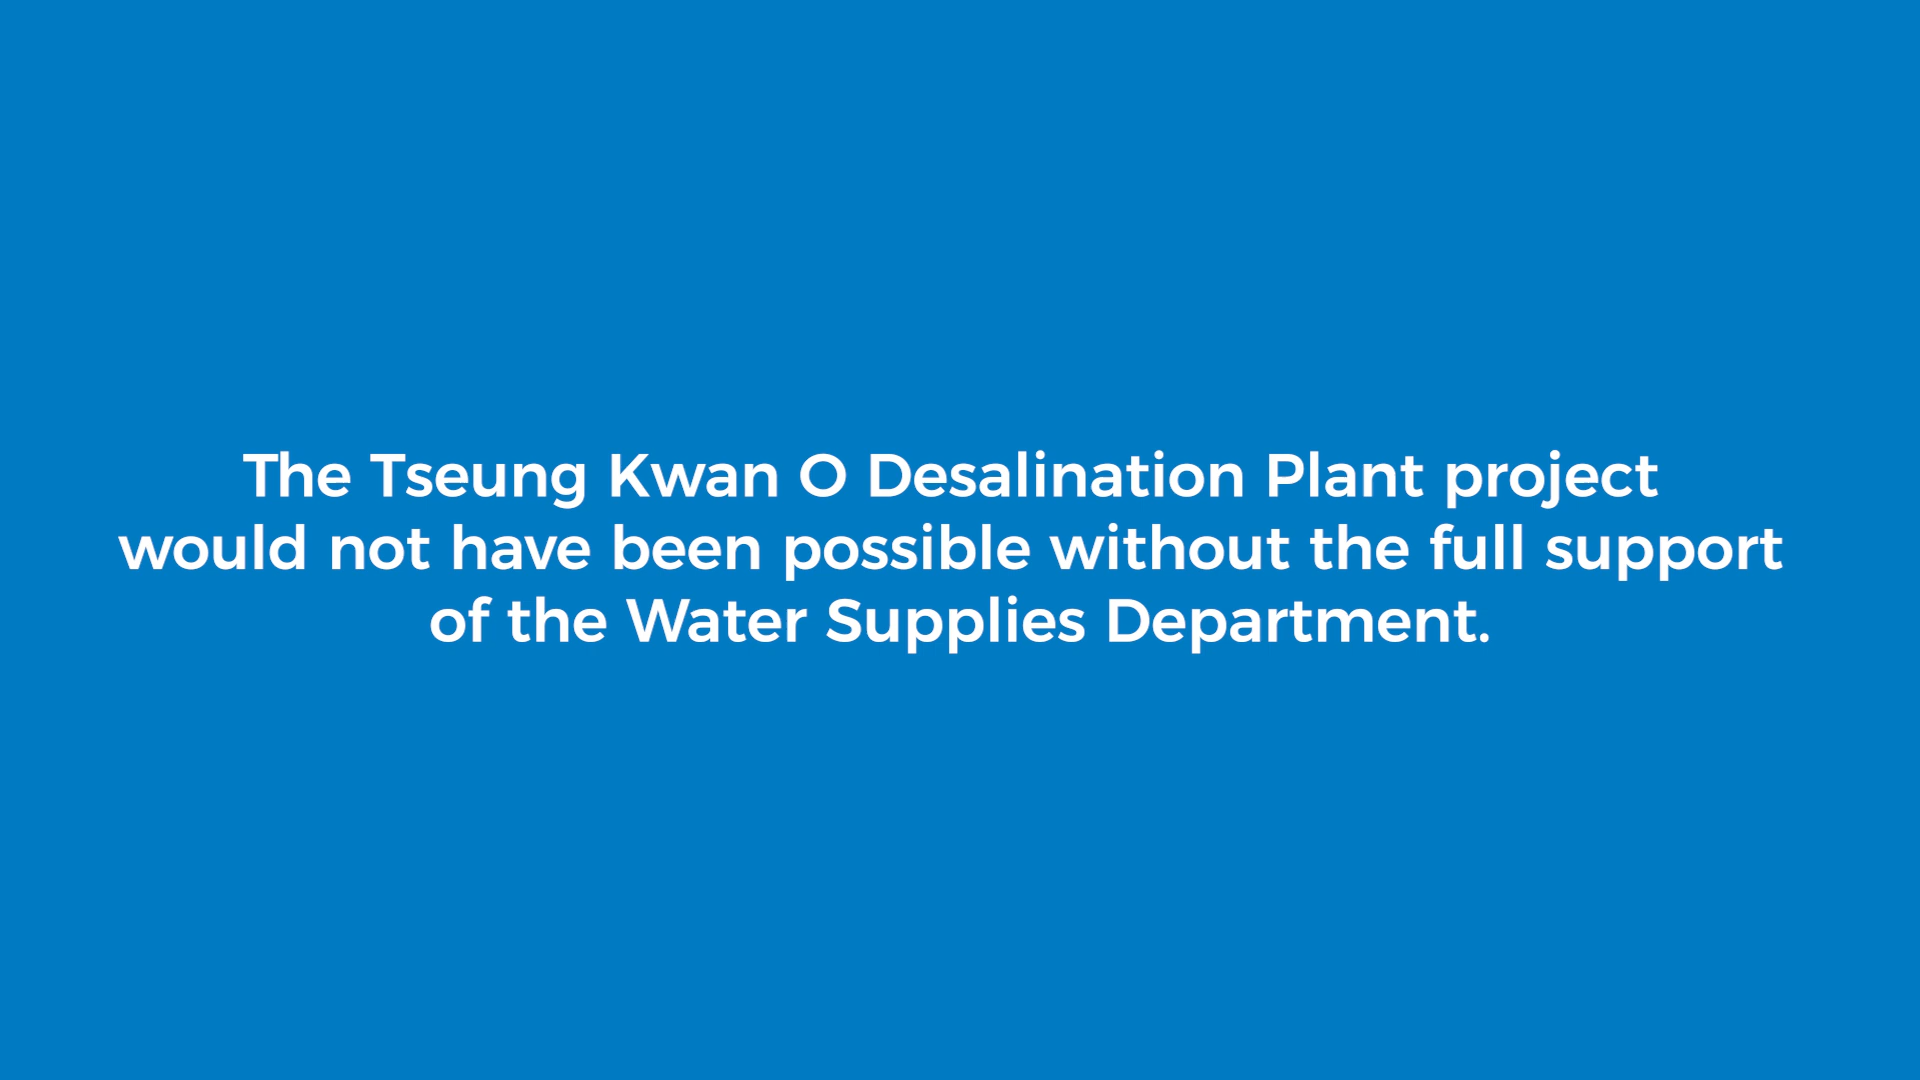 The Tseung Kwan O Desalination Plant project
would not have been possible without the full support
of the Water Supplies Department.